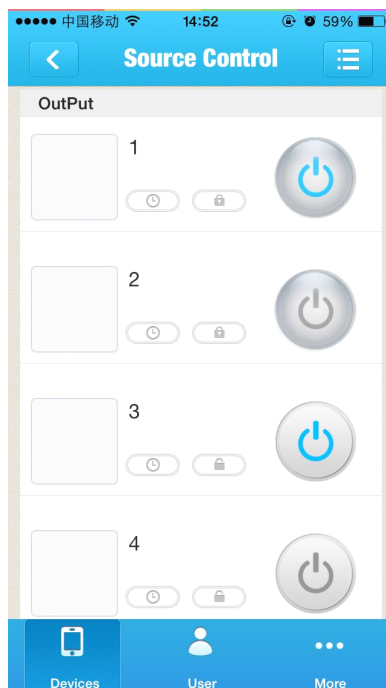 中国移动 14:52 59%
Source Control
OutPut
1
2
3
4
Devices User More